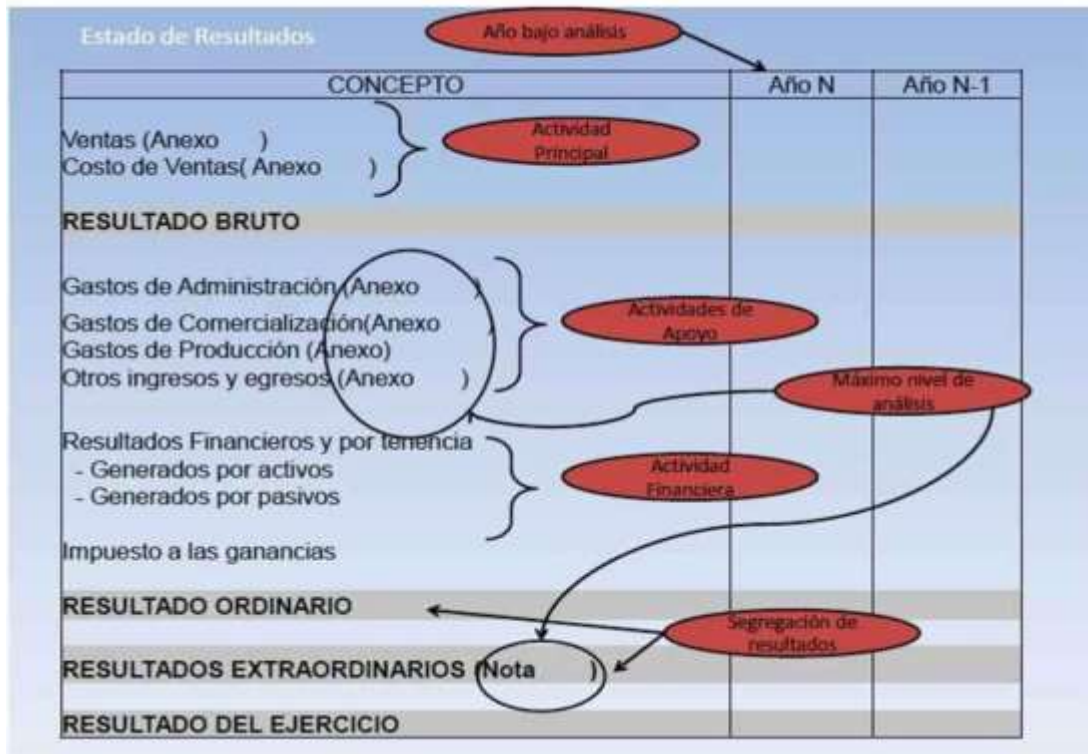 Estado de Resultados
Año bajo análisis
CONCEPTO
Año N
Año N-1
Ventas (Anexo )
Costo de Ventas( Anexo )
Actividad
Principal
RESULTADO BRUTO
Gastos de Administración (Anexo )
Gastos de Comercialización(Anexo )
Gastos de Producción (Anexo)
Otros ingresos y egresos (Anexo )
Actividades de
Apoyo
Máximo nivel de
análisis
Resultados Financieros y por tenencia
- Generados por activos
- Generados por pasivos
Actividad
Financiera
Impuesto a las ganancias
RESULTADO ORDINARIO
Segregación de
resultados
RESULTADOS EXTRAORDINARIOS (Nota )
RESULTADO DEL EJERCICIO